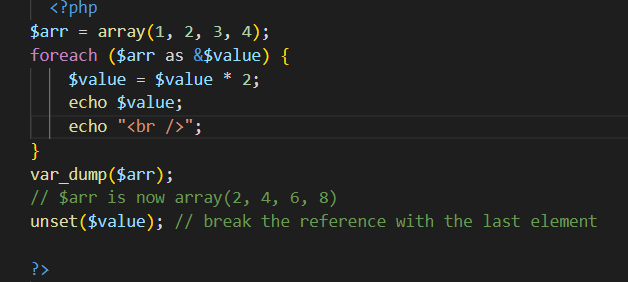 <?php
$arr = array(1, 2, 3, 4);
foreach ($arr as &$value) {
$value = $value * 2;
echo $value;
echo "<br />";
}
var_dump($arr);
// $arr is now array(2, 4, 6, 8)
unset($value); // break the reference with the last element
?>